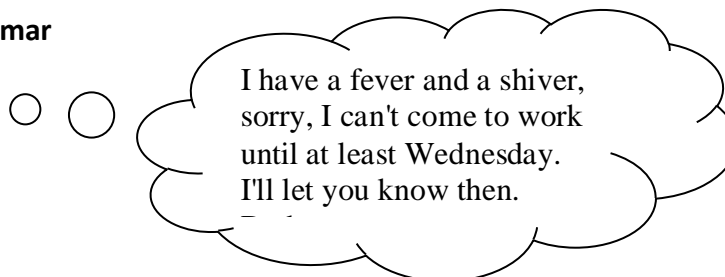 mar
I have a fever and a shiver,
sorry, I can't come to work
until at least Wednesday.
I'll let you know then.